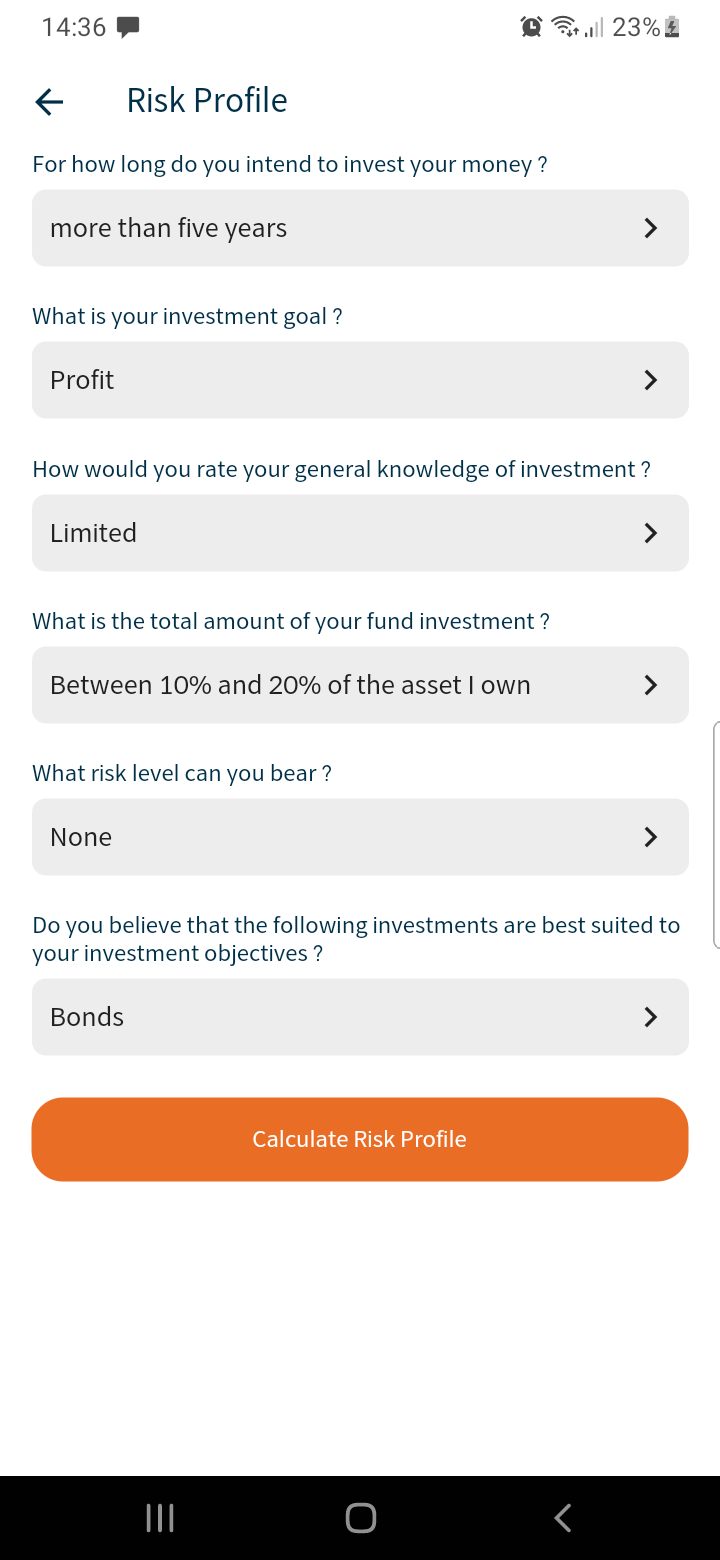 14:36
23%
Risk Profile
For how long do you intend to invest your money ?
more than five years
What is your investment goal ?
Profit
How would you rate your general knowledge of investment ?
Limited
What is the total amount of your fund investment ?
Between 10% and 20% of the asset I own
What risk level can you bear ?
None
Do you believe that the following investments are best suited to
your investment objectives ?
Bonds
Calculate Risk Profile